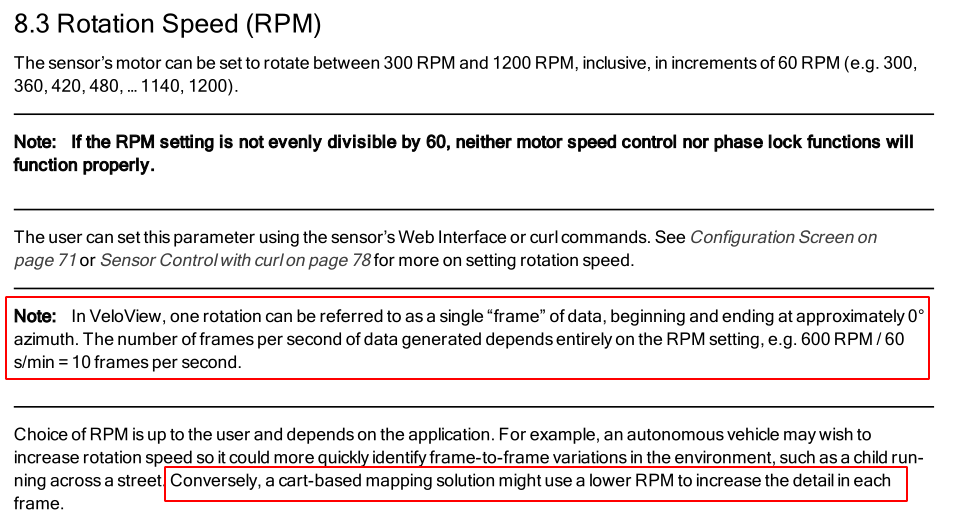 8.3 Rotation Speed (RPM)
The sensor's motor can be set to rotate between 300 RPM and 1200 RPM, inclusive, in increments of 60 RPM (e.g. 300,
360, 420, 480, ... 1140, 1200).
Note: If the RPM setting is not evenly divisible by 60, neither motor speed control nor phase lock functions will
function properly.
The user can set this parameter using the sensor's Web Interface or curl commands. See Configuration Screen on
page 71 or Sensor Control with curl on page 78 for more on setting rotation speed.
Note: In VeloView, one rotation can be referred to as a single “frame” of data, beginning and ending at approximately 0°
azimuth. The number of frames per second of data generated depends entirely on the RPM setting, e.g. 600 RPM / 60
s/min = 10 frames per second.
Choice of RPM is up to the user and depends on the application. For example, an autonomous vehicle may wish to
increase rotation speed so it could more quickly identify frame-to-frame variations in the environment, such as a child run-
ning across a street. Conversely, a cart-based mapping solution might use a lower RPM to increase the detail in each
frame.